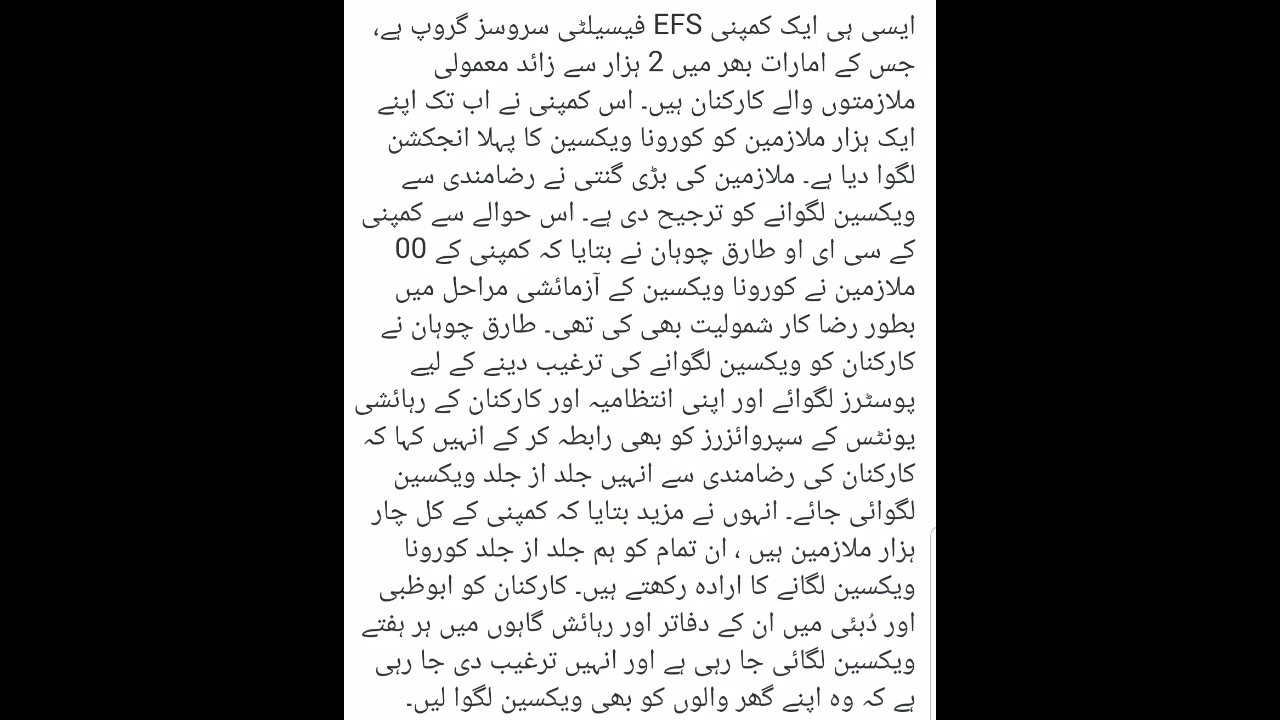 ایسی ہی ایک کمپنی EFS فیسیلٹی سروسز گروپ ہے،
جس کے امارات بھر میں 2 ہزار سے زائد معمولی
ملازمتوں والے کارکنان ہیں۔ اس کمپنی نے اب تک اپنے
ایک ہزار ملازمین کو کورونا ویکسین کا پہلا انجکشن
لگوا دیا ہے۔ ملازمین کی بڑی گنتی نے رضامندی سے
ویکسین لگوانے کو ترجیح دی ہے۔ اس حوالے سے کمپنی
کے سی ای او طارق چوہان نے بتایا کہ کمپنی کے 00
ملازمین نے کورونا ویکسین کے آزمائشی مراحل میں
بطور رضا کار شمولیت بھی کی تھی۔ طارق چوہان نے
کارکنان کو ویکسین لگوانے کی ترغیب دینے کے لیے
پوسٹرز لگوائے اور اپنی انتظامیہ اور کارکنان کے رہائشی
یونٹس کے سپروائزرز کو بھی رابطہ کر کے انہیں کہا کہ
کارکنان کی رضامندی سے انہیں جلد از جلد ویکسین
لگوائی جائے۔ انہوں نے مزید بتایا کہ کمپنی کے کل چار
ہزار ملازمین ہیں ، ان تمام کو ہم جلد از جلد کورونا
ویکسین لگانے کا ارادہ رکھتے ہیں۔ کارکنان کو ابوظبی
اور دُبئی میں ان کے دفاتر اور رہائش گاہوں میں ہر ہفتے
ویکسین لگائی جا رہی ہے اور انہیں ترغیب دی جا رہی
ہے کہ وہ اپنے گھر والوں کو بھی ویکسین لگوا لیں۔